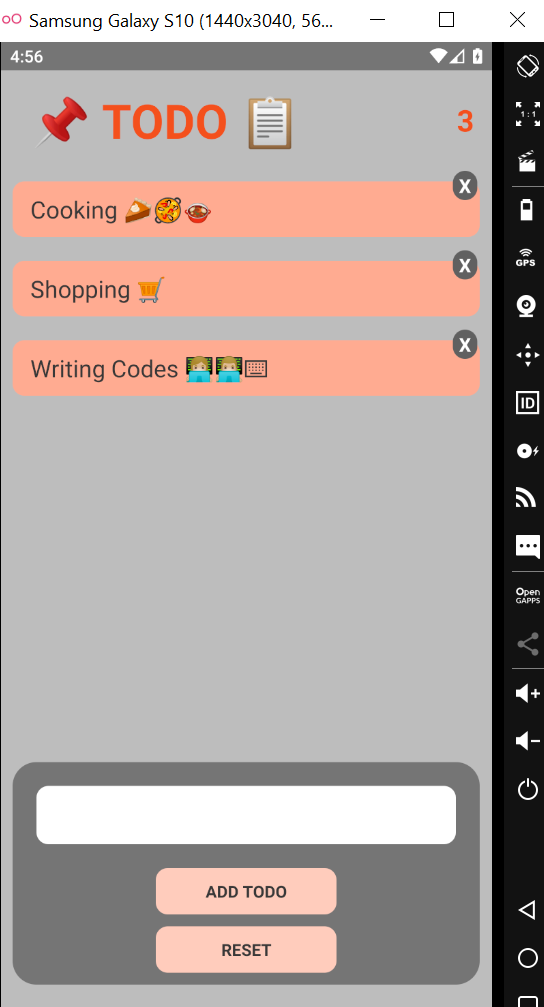 Samsung Galaxy S10 (1440x3040, 56...
4:56
📌 TODO 📋 3
X
Cooking 🥧🥘🍲
X
Shopping 🛒
X
Writing Codes 👩🏼‍💻👨🏼‍💻⌨
ADD TODO
RESET
1:1
GPS
ID
Open
GAPPS